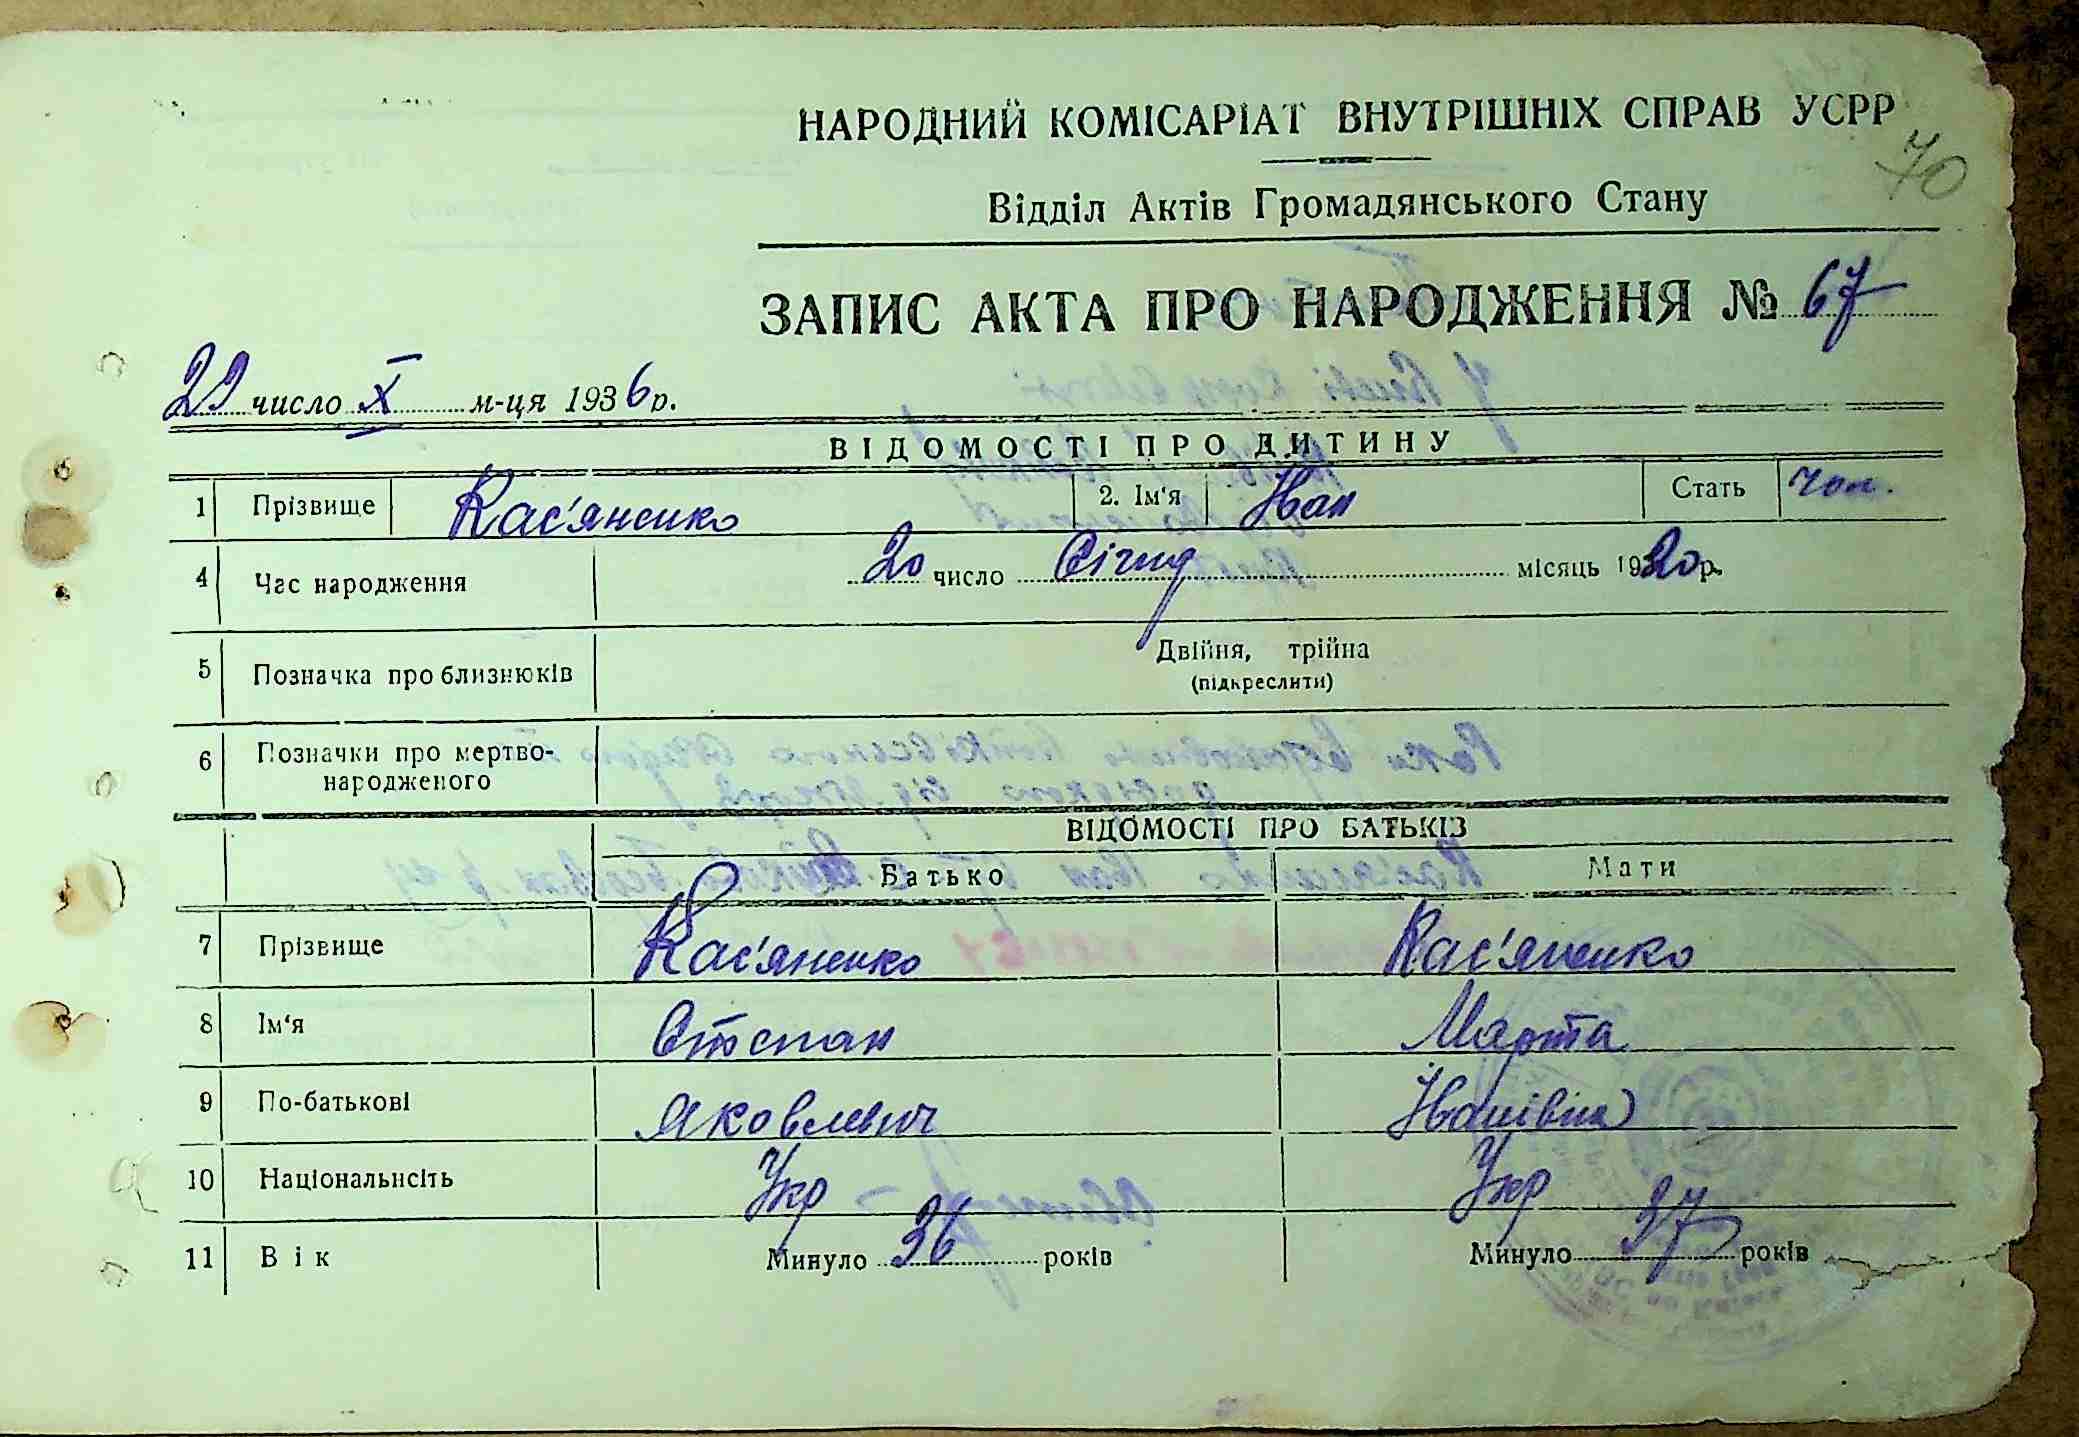 70
НАРОДНИЙ КОМІСАРІАТ ВНУТРІШНІХ СПРАВ УСРР
Відділ Актів Громадянського Стану
ЗАПИС АКТА ПРО НАРОДЖЕННЯ № 67
22 число X м-ця 1936 р.
ВІДОМОСТІ ПРО ДИТИНУ
1 Прізвище Кас'яненко 2. Ім'я Іван Стать чол.
4 Час народження 20 число Січня місяць 1920 р.
5 Позначка про близнюків Двійня, трійна
(підкреслити)
6 Позначки про мертво-
народженого
ВІДОМОСТІ ПРО БАТЬКІВ
Батько Мати
7 Прізвище Кас'яненко Кас'яненко
8 Ім'я Степан Марта
9 По-батькові Яковлевич Іванівна
10 Національність Укр Укр
11 Вік Минуло 36 років Минуло 37 років